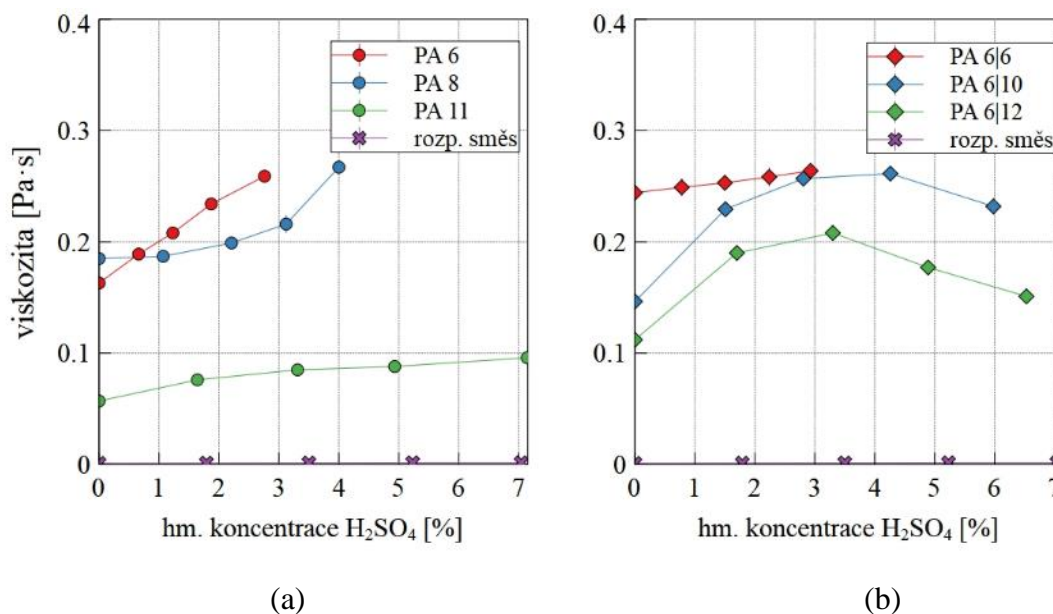 viskozita [Pa·s]
0.4
0.3
0.2
0.1
0
PA 6
PA 8
PA 11
rozp. směs
0 1 2 3 4 5 6 7
hm. koncentrace H₂SO₄ [%]
(a)
0.4
0.3
0.2
0.1
0
PA 6|6
PA 6|10
PA 6|12
rozp. směs
0 1 2 3 4 5 6 7
hm. koncentrace H₂SO₄ [%]
(b)